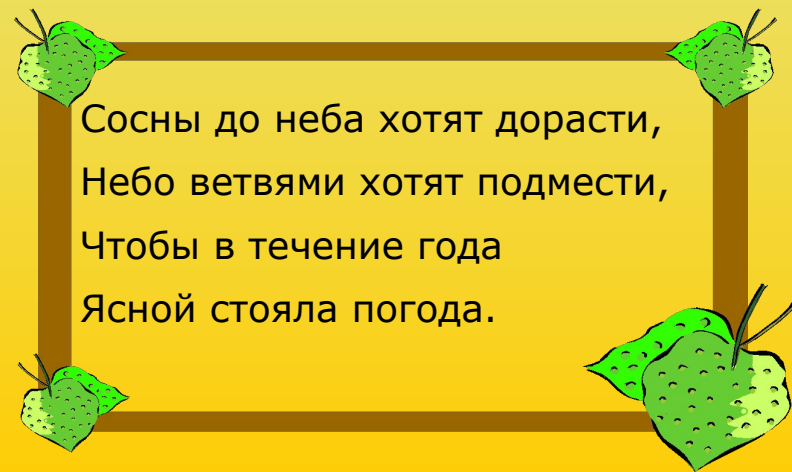 Сосны до неба хотят дорасти,
Небо ветвями хотят подмести,
Чтобы в течение года
Ясной стояла погода.